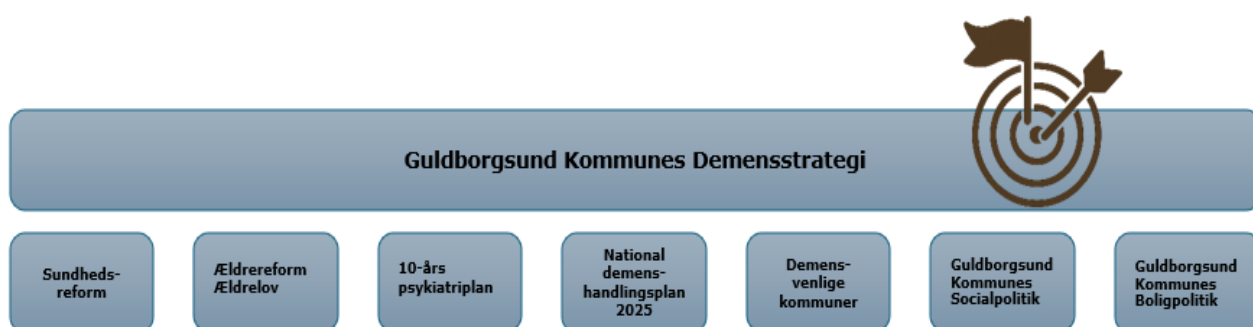 Guldborgsund Kommunes Demensstrategi
Sundheds-
reform
Ældrereform
Ældrelov
10-års
psykiatriplan
National
demens-
handlingsplan
2025
Demens-
venlige
kommuner
Guldborgsund
Kommunes
Socialpolitik
Guldborgsund
Kommunes
Boligpolitik